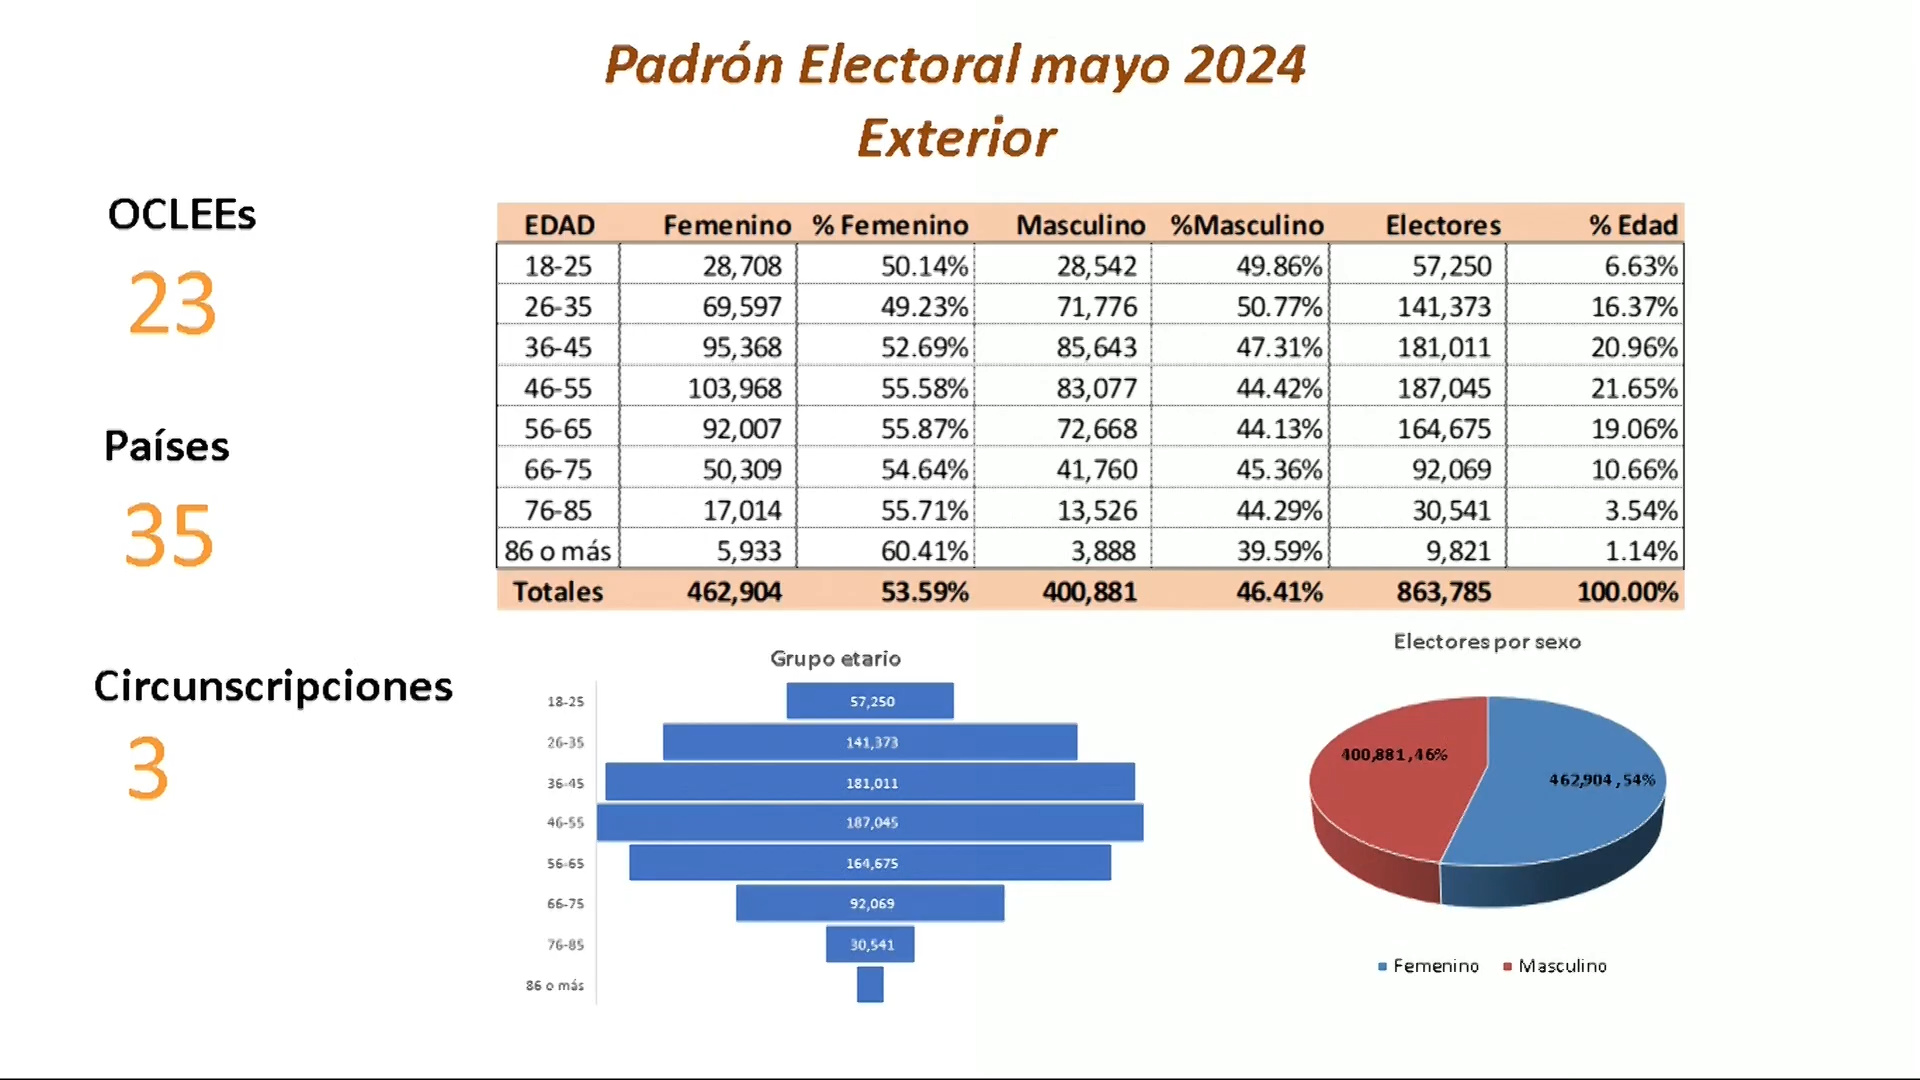 Padrón Electoral mayo 2024
Exterior
OCLEEs
23
Países
35
Circunscripciones
3
EDAD Femenino % Femenino Masculino %Masculino Electores % Edad
18-25 28,708 50.14% 28,542 49.86% 57,250 6.63%
26-35 69,597 49.23% 71,776 50.77% 141,373 16.37%
36-45 95,368 52.69% 85,643 47.31% 181,011 20.96%
46-55 103,968 55.58% 83,077 44.42% 187,045 21.65%
56-65 92,007 55.87% 72,668 44.13% 164,675 19.06%
66-75 50,309 54.64% 41,760 45.36% 92,069 10.66%
76-85 17,014 55.71% 13,526 44.29% 30,541 3.54%
86 o más 5,933 60.41% 3,888 39.59% 9,821 1.14%
Totales 462,904 53.59% 400,881 46.41% 863,785 100.00%
Grupo etario
18-25 57,250
26-35 141,373
36-45 181,011
46-55 187,045
56-65 164,675
66-75 92,069
76-85 30,541
86 o más
Electores por sexo
400,881, 46%
462,904, 54%
Femenino Masculino